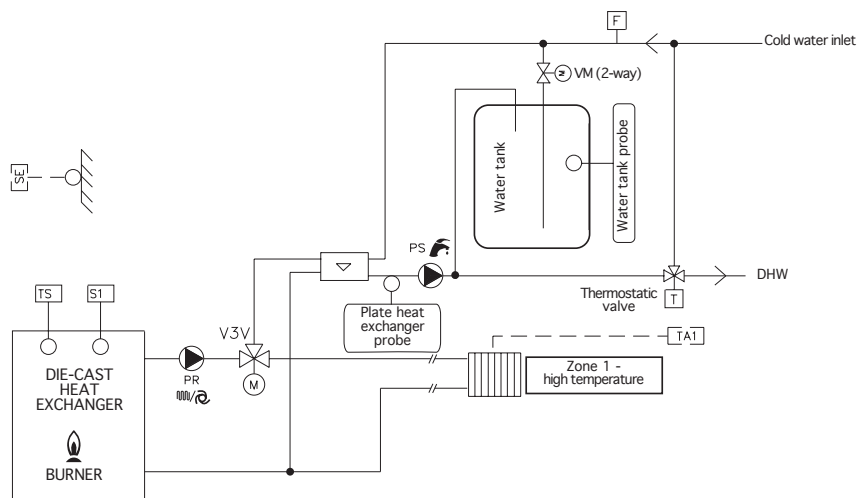 F
Cold water inlet
VM (2-way)
Water tank
Water tank probe
SE
PS
DHW
Thermostatic
valve
T
TS
S1
Plate heat
exchanger
probe
V3V
TA1
PR
M
Zone 1 -
high temperature
DIE-CAST
HEAT
EXCHANGER
BURNER